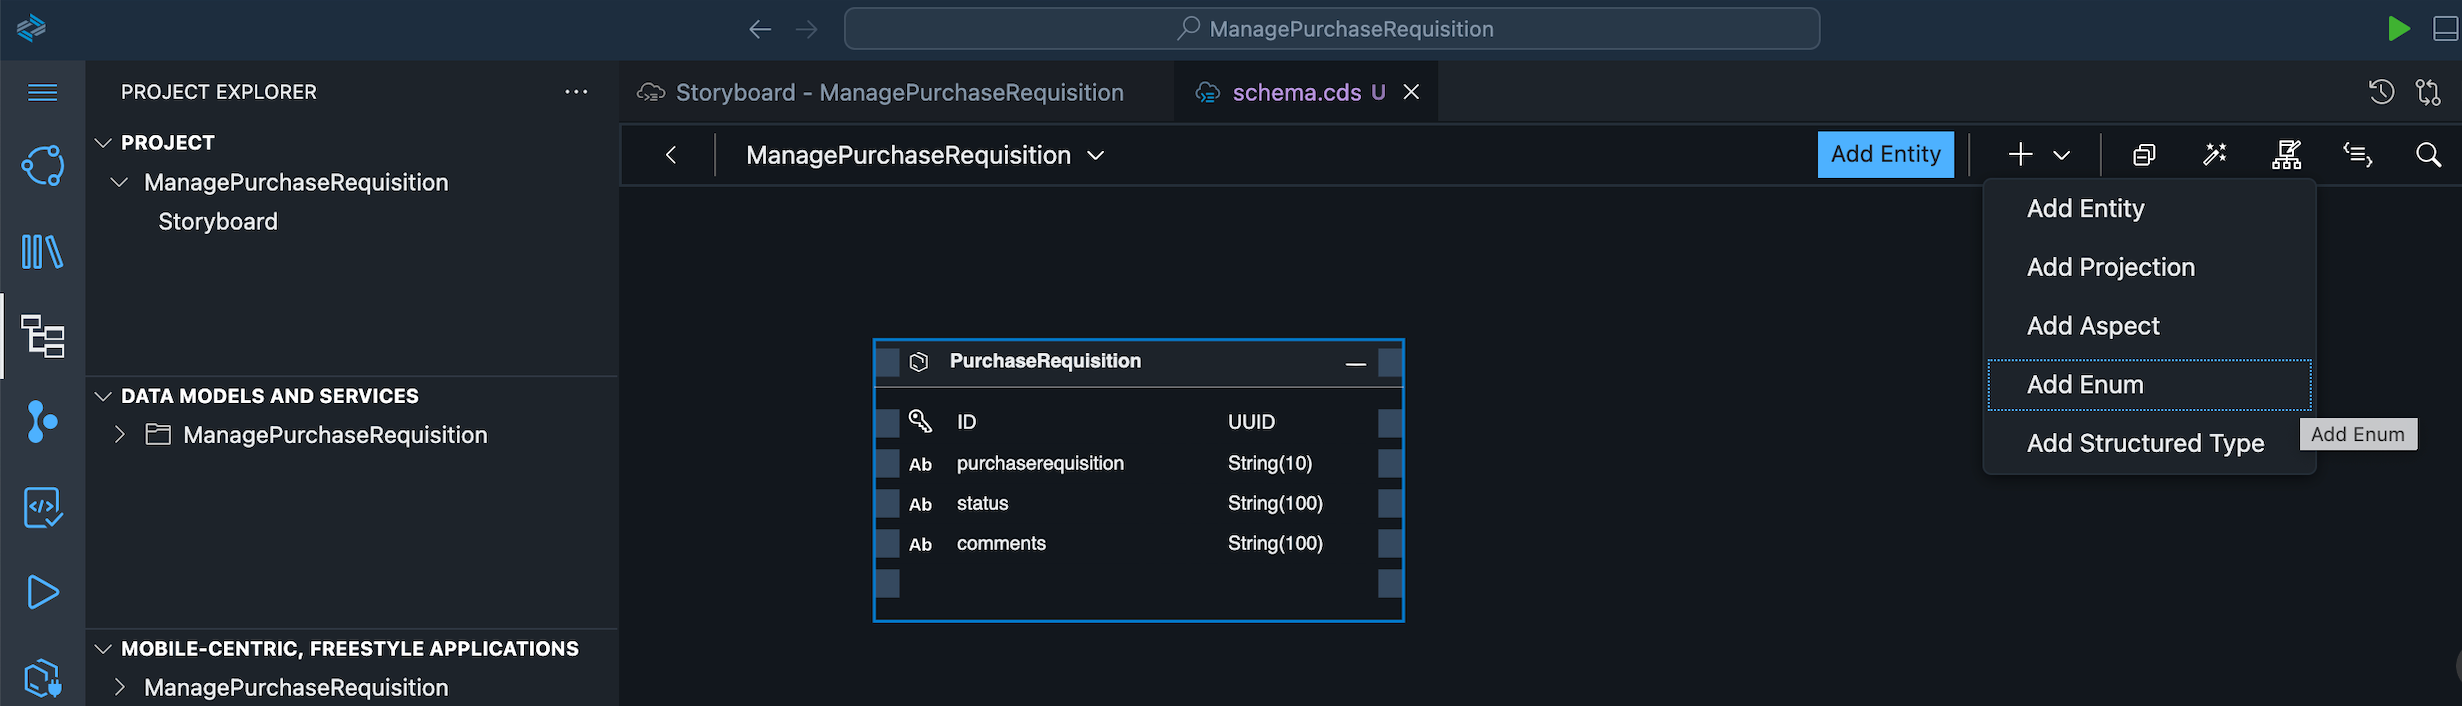 ManagePurchaseRequisition
PROJECT EXPLORER
PROJECT
ManagePurchaseRequisition
Storyboard
DATA MODELS AND SERVICES
ManagePurchaseRequisition
MOBILE-CENTRIC, FREESTYLE APPLICATIONS
ManagePurchaseRequisition
Storyboard - ManagePurchaseRequisition
schema.cds U
ManagePurchaseRequisition
Add Entity
PurchaseRequisition
ID UUID
Ab purchaserequisition String(10)
Ab status String(100)
Ab comments String(100)
Add Entity
Add Projection
Add Aspect
Add Enum
Add Structured Type
Add Enum